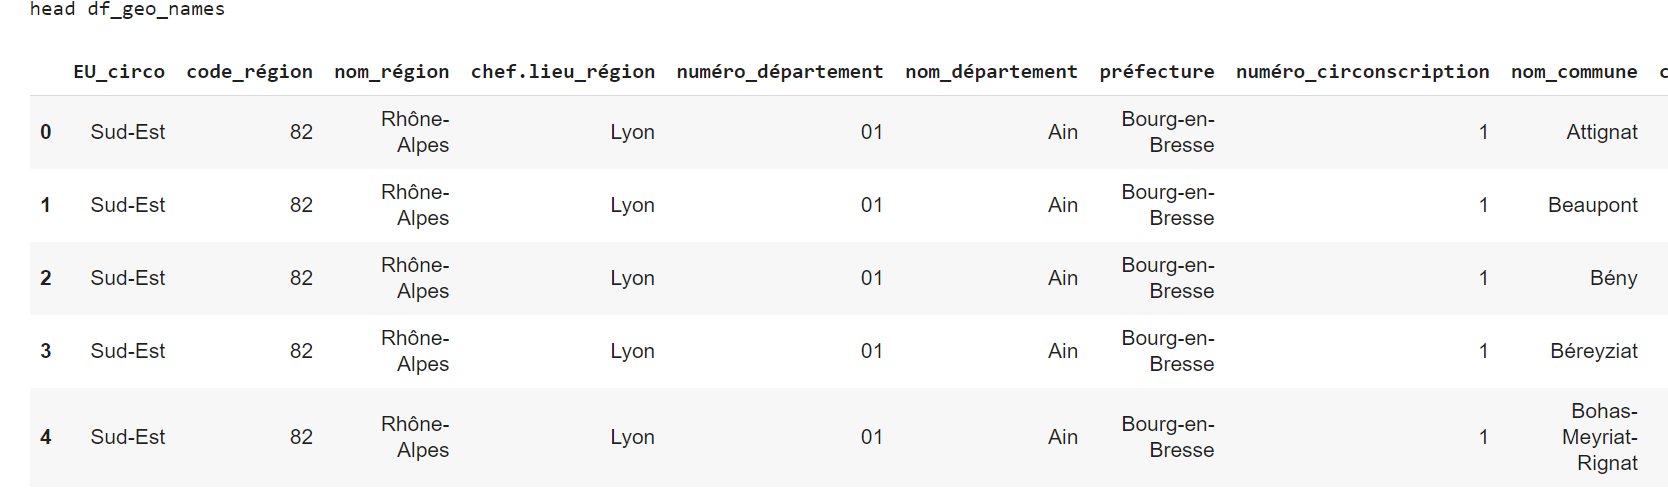 head df_geo_names
EU_circo code_région nom_région chef.lieu_région numéro_département nom_département préfecture numéro_circonscription nom_commune c
0 Sud-Est 82 Rhône-Alpes Lyon 01 Ain Bourg-en-Bresse 1 Attignat
1 Sud-Est 82 Rhône-Alpes Lyon 01 Ain Bourg-en-Bresse 1 Beaupont
2 Sud-Est 82 Rhône-Alpes Lyon 01 Ain Bourg-en-Bresse 1 Bény
3 Sud-Est 82 Rhône-Alpes Lyon 01 Ain Bourg-en-Bresse 1 Béreyziat
4 Sud-Est 82 Rhône-Alpes Lyon 01 Ain Bourg-en-Bresse 1 Bohas-Meyriat-Rignat